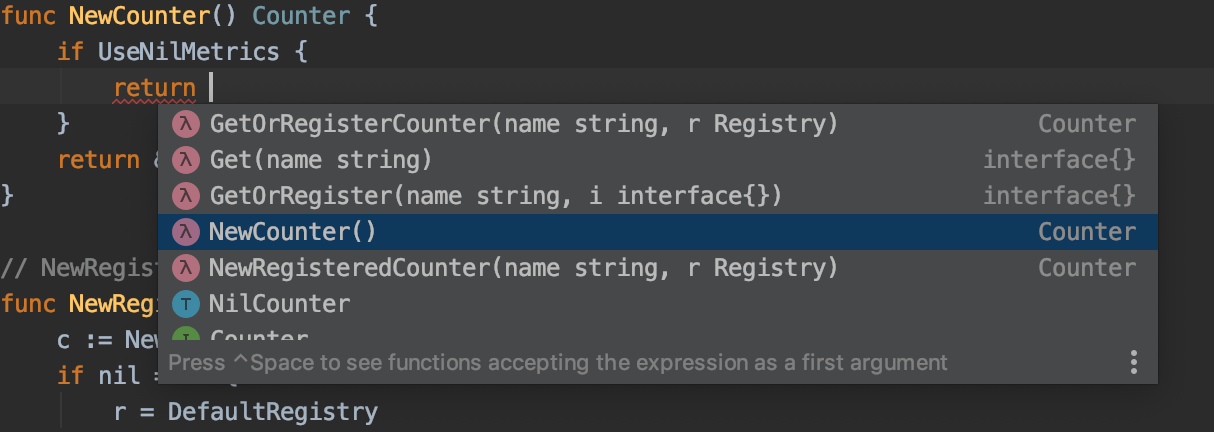 func NewCounter() Counter {
if UseNilMetrics {
return
GetOrRegisterCounter(name string, r Registry) Counter
}
return
Get(name string) interface{}
}
GetOrRegister(name string, i interface{}) interface{}
NewCounter() Counter
// NewRegist
NewRegisteredCounter(name string, r Registry) Counter
func NewRegi
NilCounter
c := New
Counter
if nil =
Press ^Space to see functions accepting the expression as a first argument
r = DefaultRegistry